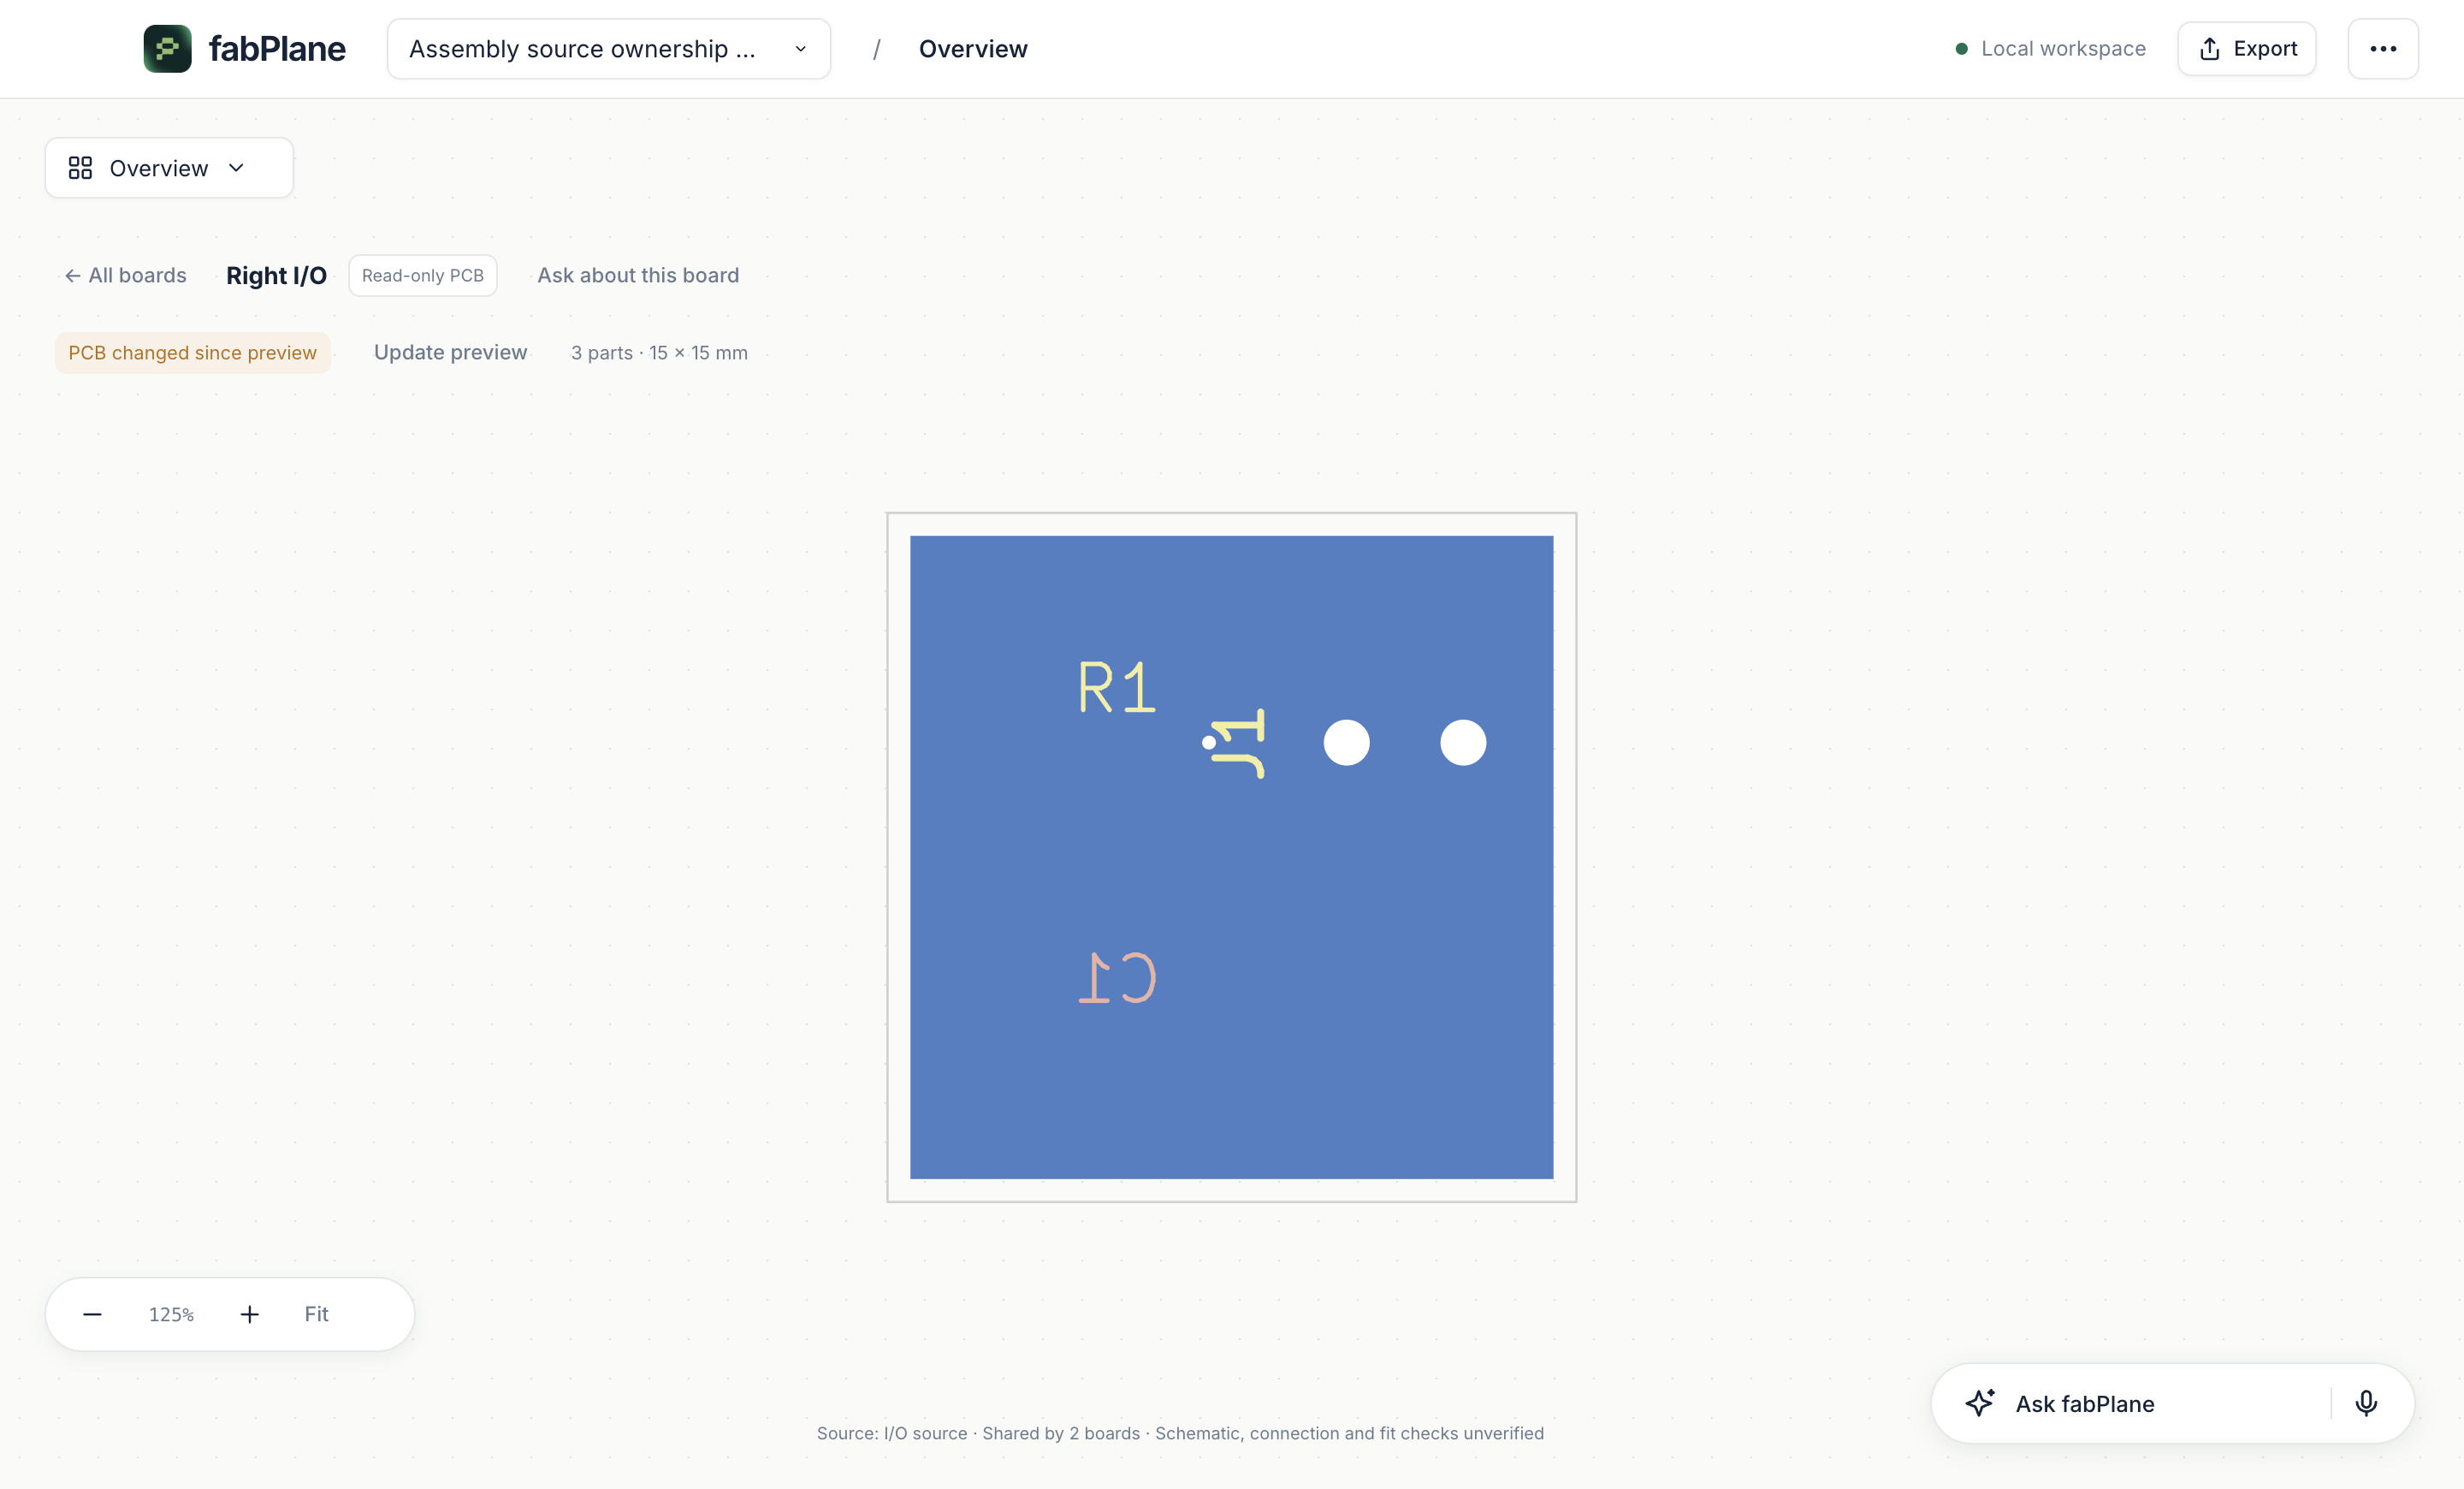 fabPlane
Assembly source ownership ...
/ Overview
Local workspace
Export
Overview
← All boards
Right I/O
Read-only PCB
Ask about this board
PCB changed since preview
Update preview
3 parts · 15 × 15 mm
R1
J1
C1
125%
Fit
Ask fabPlane
Source: I/O source · Shared by 2 boards · Schematic, connection and fit checks unverified